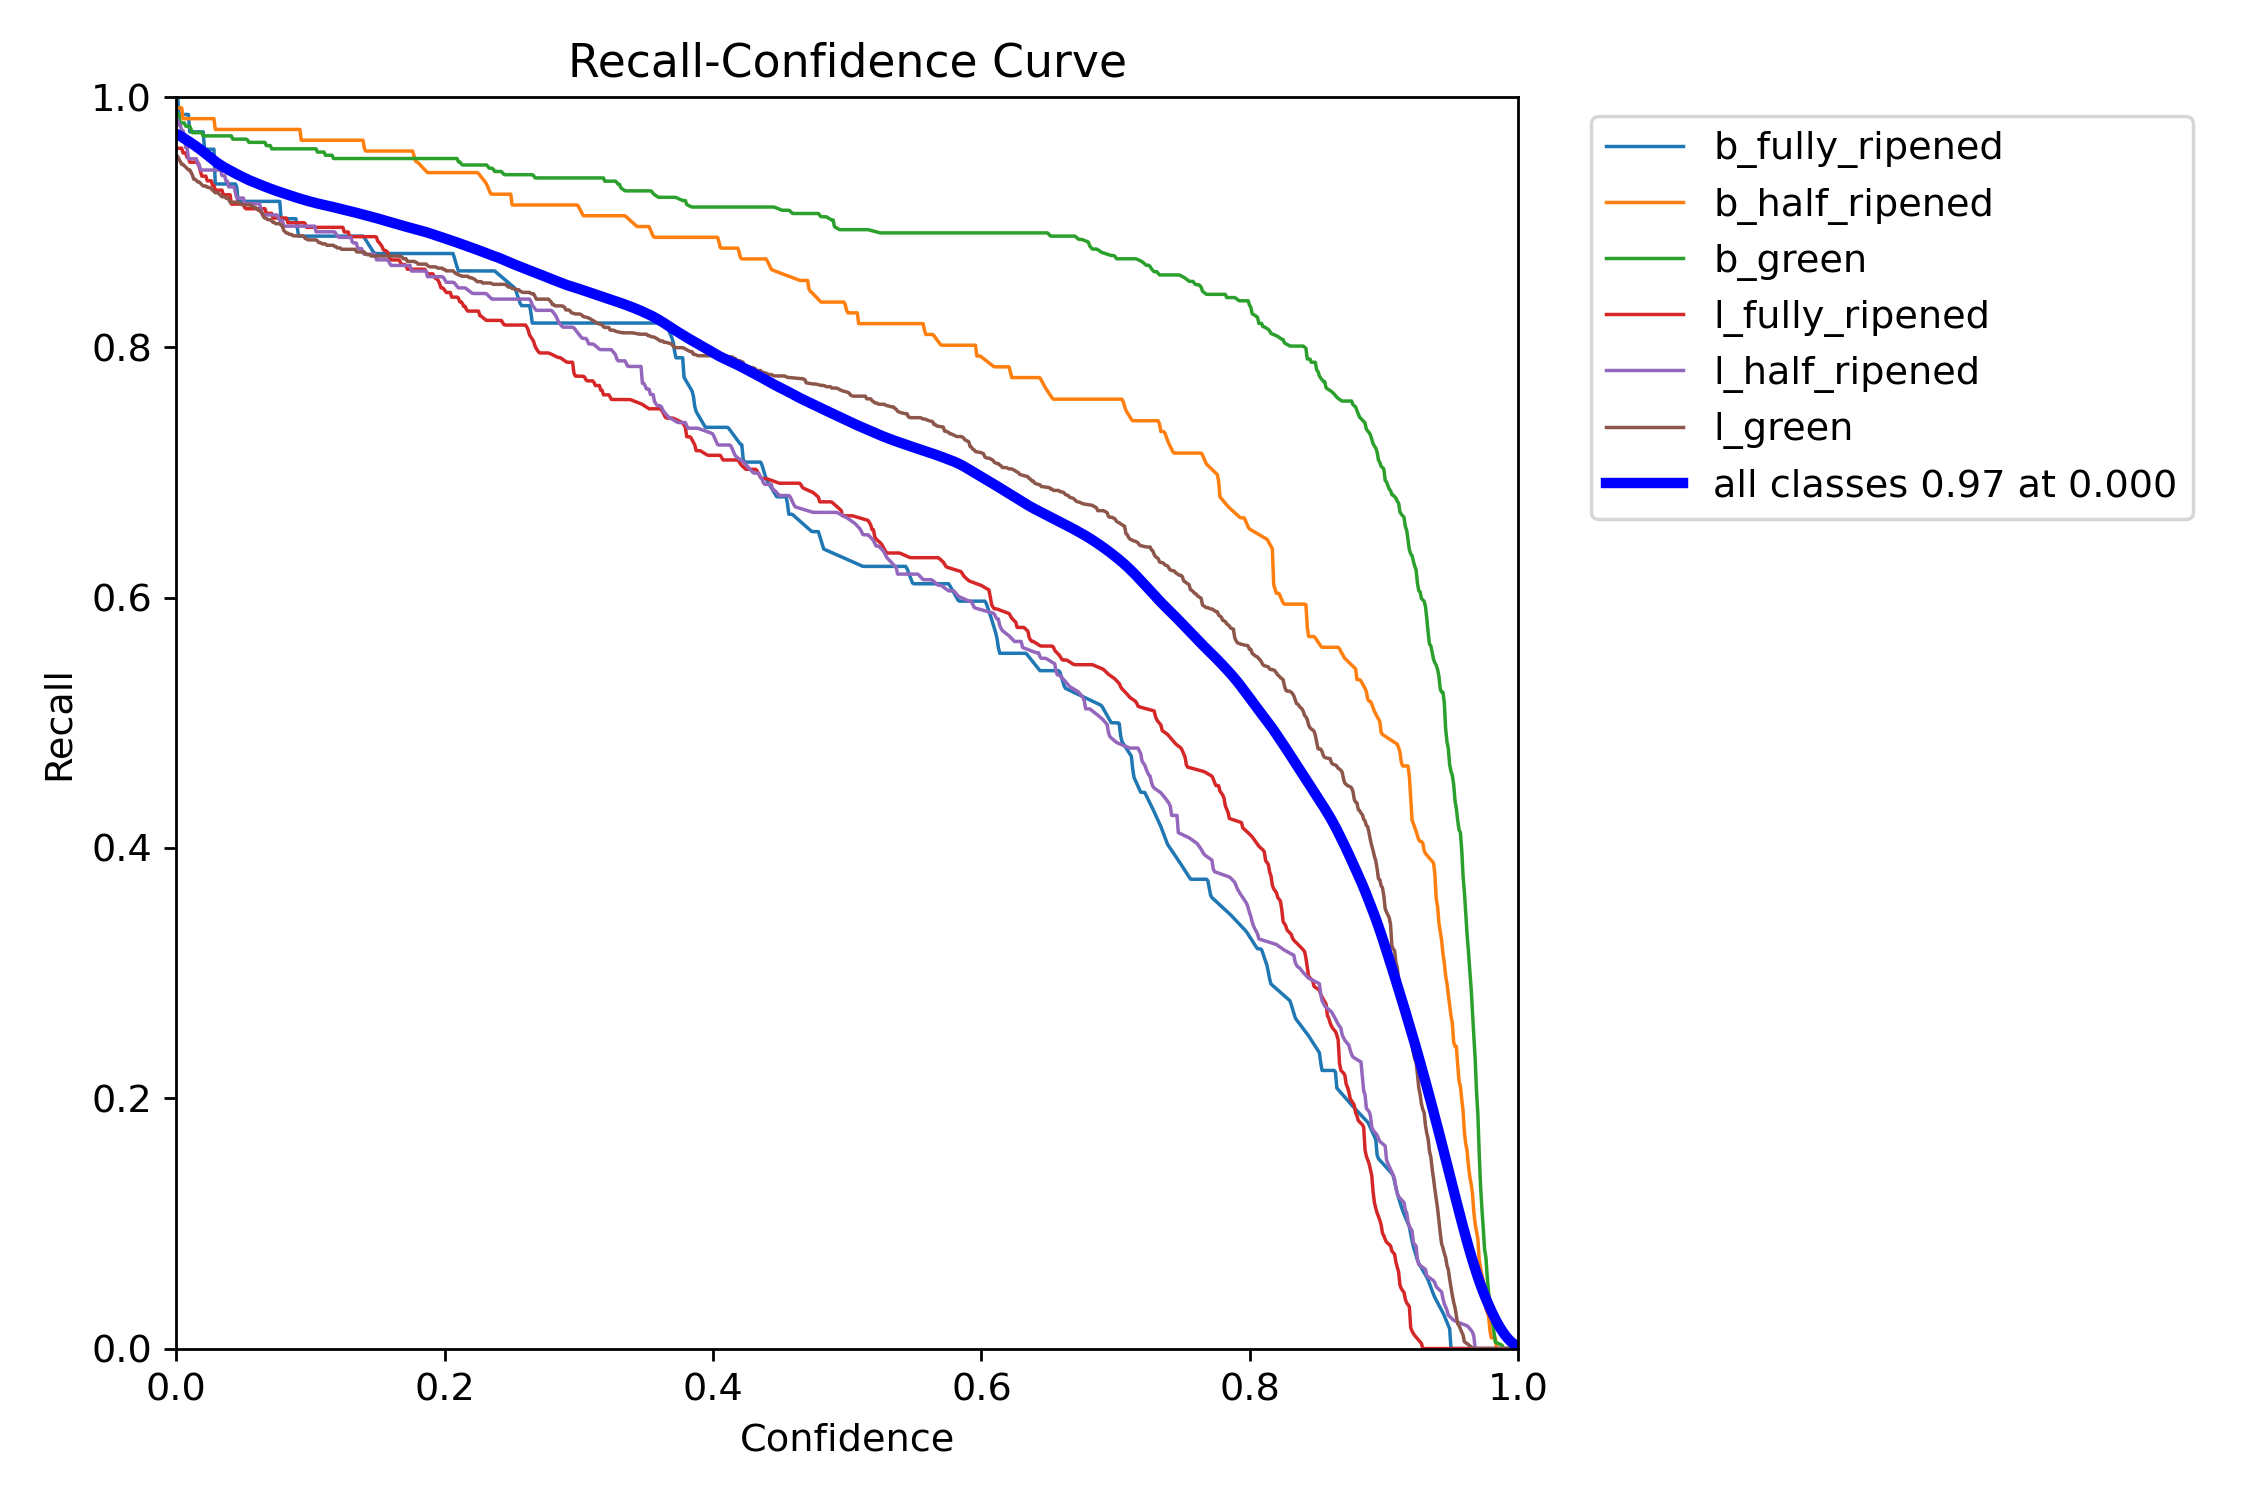 Recall-Confidence Curve
1.0
0.8
0.6
0.4
0.2
0.0
Recall
0.0 0.2 0.4 0.6 0.8 1.0
Confidence
b_fully_ripened
b_half_ripened
b_green
l_fully_ripened
l_half_ripened
l_green
all classes 0.97 at 0.000